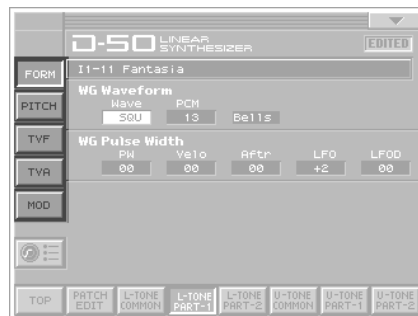 D-50 LINEAR SYNTHESIZER EDITED
FORM
I1-11 Fantasia
WG Waveform
Wave PCM
SQU 13 Bells
PITCH
WG Pulse Width
PW Velo Aftr LFO LFOD
00 00 00 +2 00
TVF
TVA
MOD
TOP PATCH EDIT L-TONE COMMON L-TONE PART-1 L-TONE PART-2 U-TONE COMMON U-TONE PART-1 U-TONE PART-2